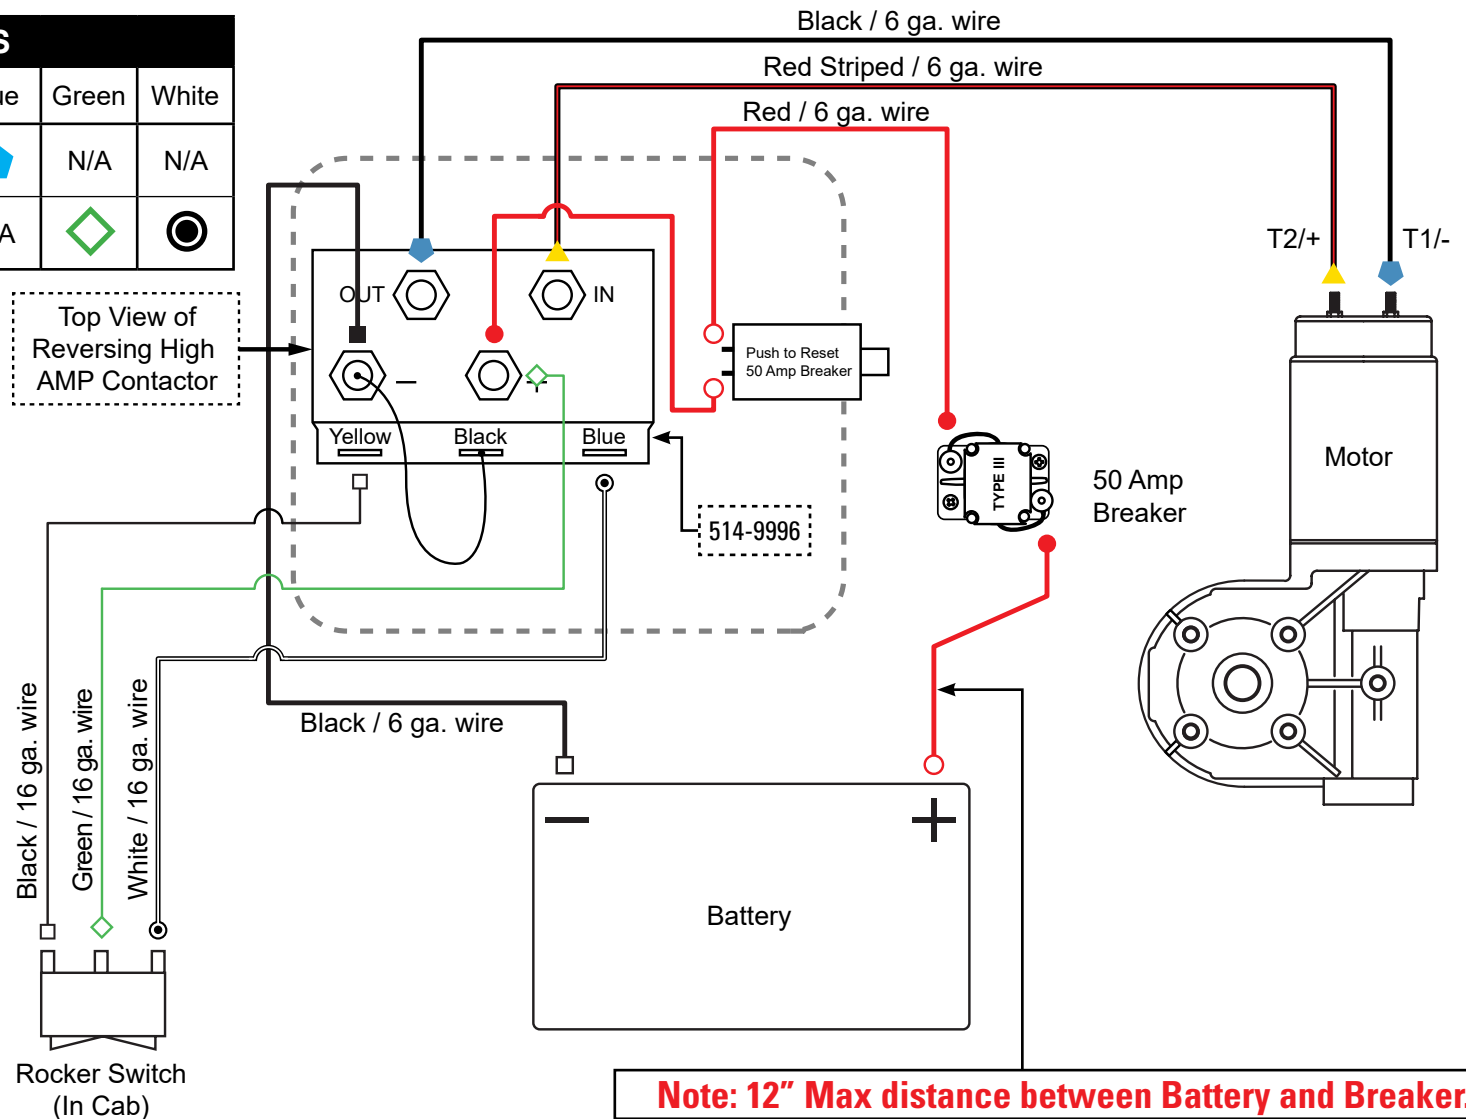 Black / 6 ga. wire
Red Striped / 6 ga. wire
Red / 6 ga. wire
Green
White
N/A
N/A
T2/+
T1/-
Top View of
Reversing High
AMP Contactor
OUT
IN
−
+
Push to Reset
50 Amp Breaker
Yellow
Black
Blue
514-9996
TYPE III
50 Amp
Breaker
Motor
Black / 16 ga. wire
Green / 16 ga. wire
White / 16 ga. wire
Black / 6 ga. wire
−
+
Battery
Rocker Switch
(In Cab)
Note: 12" Max distance between Battery and Breaker.